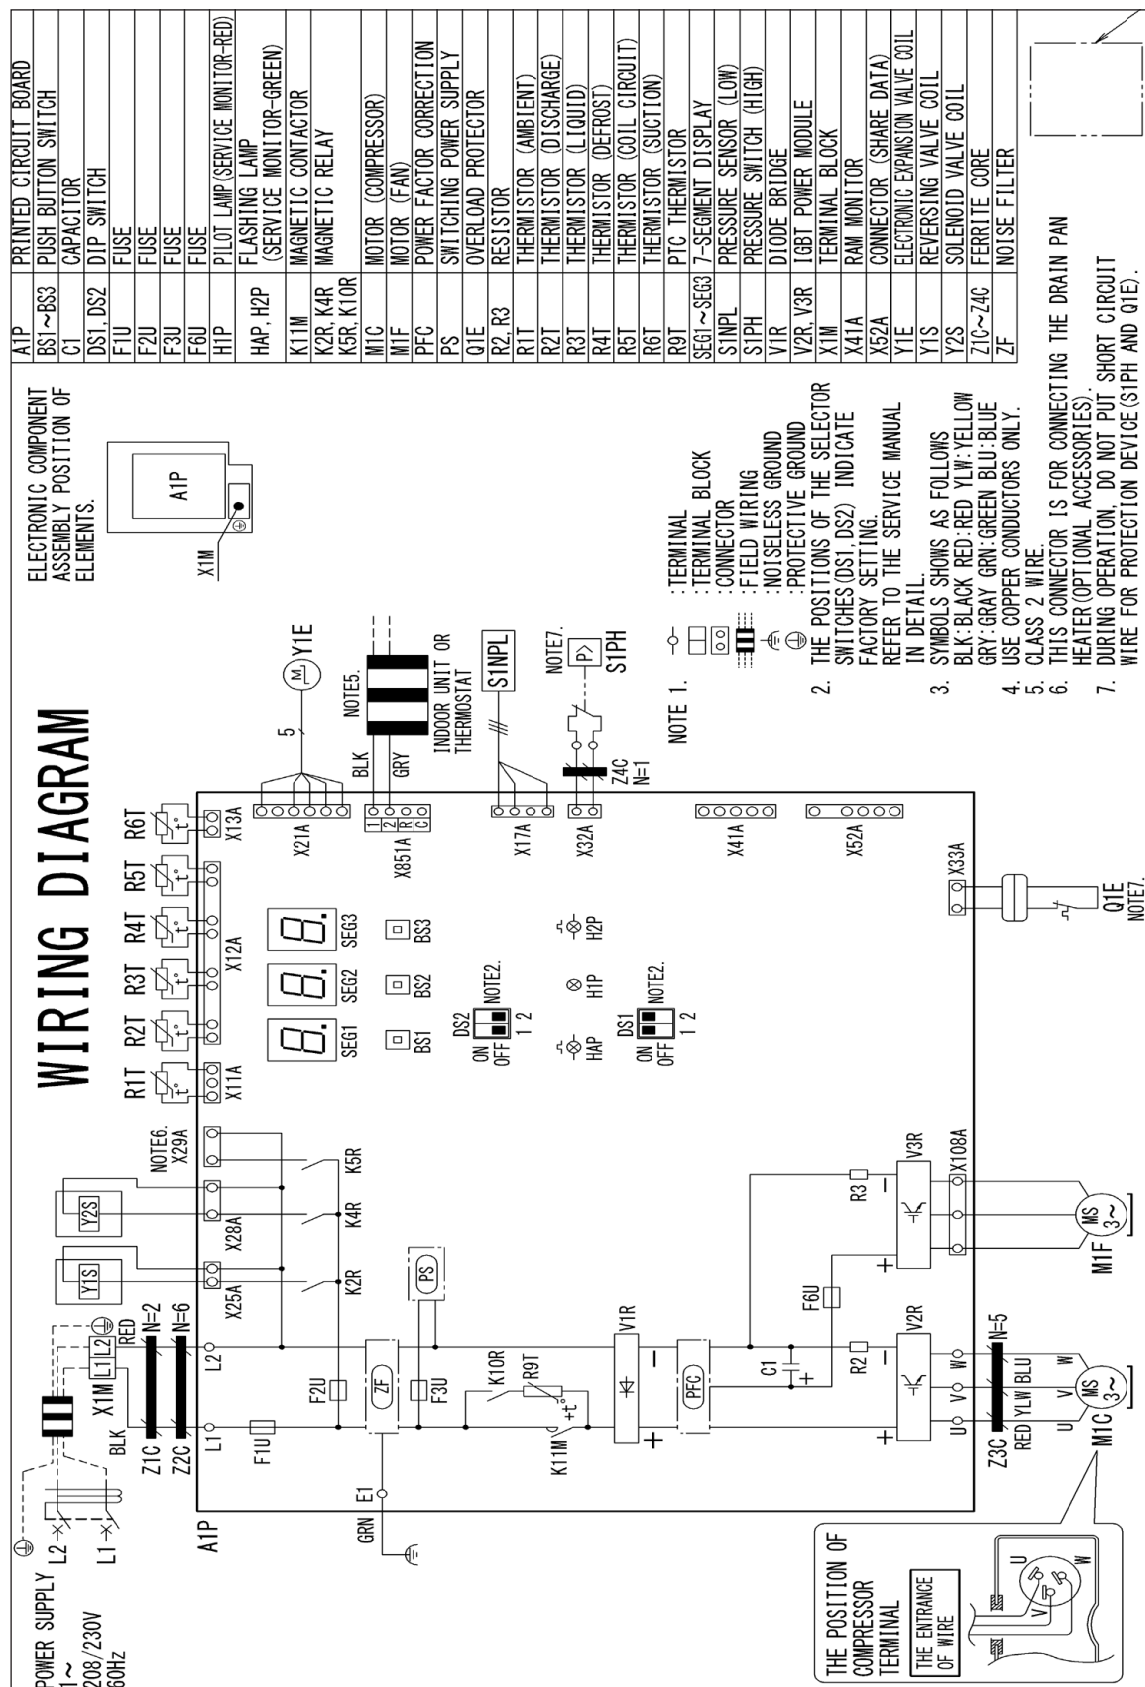 WIRING DIAGRAM
POWER SUPPLY
1~
208/230V
60Hz
L2
L1
X1M
L1 L2
BLK
RED
Z1C
N=2
Z2C
N=6
L1
L2
A1P
F1U
GRN
E1
F2U
ZF
F3U
PS
K10R
R9T
+t°
K11M
V1R
+
−
PFC
C1
+
R2
V2R
+
−
U V W
Z3C
N=5
RED YLW BLU
U V W
MS
3~
M1C
F6U
R3
V3R
+
−
X108A
MS
3~
M1F
Y1S
Y2S
X25A
X28A
NOTE6.
X29A
K2R
K4R
K5R
R1T
R2T
R3T
R4T
R5T
R6T
t°
t°
t°
t°
t°
t°
X11A
X12A
X13A
SEG1
SEG2
SEG3
BS1
BS2
BS3
DS2
ON
OFF
1 2
NOTE2.
HAP
H1P
H2P
DS1
ON
OFF
1 2
NOTE2.
X21A
5
M
Y1E
X851A
1
2
R
C
BLK
GRY
NOTE5.
INDOOR UNIT OR
THERMOSTAT
X17A
S1NPL
X32A
Z4C
N=1
NOTE7.
P>
S1PH
X41A
X52A
X33A
Q1E
NOTE7.
THE POSITION OF
COMPRESSOR
TERMINAL
THE ENTRANCE
OF WIRE
U
V
W
ELECTRONIC COMPONENT
ASSEMBLY POSITION OF
ELEMENTS.
A1P
X1M
NOTE 1.
:TERMINAL
:TERMINAL BLOCK
:CONNECTOR
:FIELD WIRING
:NOISELESS GROUND
:PROTECTIVE GROUND
2. THE POSITIONS OF THE SELECTOR
SWITCHES(DS1,DS2) INDICATE
FACTORY SETTING.
REFER TO THE SERVICE MANUAL
IN DETAIL.
3. SYMBOLS SHOWS AS FOLLOWS
BLK:BLACK RED:RED YLW:YELLOW
GRY:GRAY GRN:GREEN BLU:BLUE
4. USE COPPER CONDUCTORS ONLY.
5. CLASS 2 WIRE.
6. THIS CONNECTOR IS FOR CONNECTING THE DRAIN PAN
HEATER(OPTIONAL ACCESSORIES).
7. DURING OPERATION, DO NOT PUT SHORT CIRCUIT
WIRE FOR PROTECTION DEVICE(S1PH AND Q1E).
A1P PRINTED CIRCUIT BOARD
BS1~BS3 PUSH BUTTON SWITCH
C1 CAPACITOR
DS1, DS2 DIP SWITCH
F1U FUSE
F2U FUSE
F3U FUSE
F6U FUSE
H1P PILOT LAMP(SERVICE MONITOR-RED)
HAP, H2P FLASHING LAMP
(SERVICE MONITOR-GREEN)
K11M MAGNETIC CONTACTOR
K2R, K4R MAGNETIC RELAY
K5R, K10R
M1C MOTOR (COMPRESSOR)
M1F MOTOR (FAN)
PFC POWER FACTOR CORRECTION
PS SWITCHING POWER SUPPLY
Q1E OVERLOAD PROTECTOR
R2, R3 RESISTOR
R1T THERMISTOR (AMBIENT)
R2T THERMISTOR (DISCHARGE)
R3T THERMISTOR (LIQUID)
R4T THERMISTOR (DEFROST)
R5T THERMISTOR (COIL CIRCUIT)
R6T THERMISTOR (SUCTION)
R9T PTC THERMISTOR
SEG1~SEG3 7-SEGMENT DISPLAY
S1NPL PRESSURE SENSOR (LOW)
S1PH PRESSURE SWITCH (HIGH)
V1R DIODE BRIDGE
V2R, V3R IGBT POWER MODULE
X1M TERMINAL BLOCK
X41A RAM MONITOR
X52A CONNECTOR (SHARE DATA)
Y1E ELECTRONIC EXPANSION VALVE COIL
Y1S REVERSING VALVE COIL
Y2S SOLENOID VALVE COIL
Z1C~Z4C FERRITE CORE
ZF NOISE FILTER